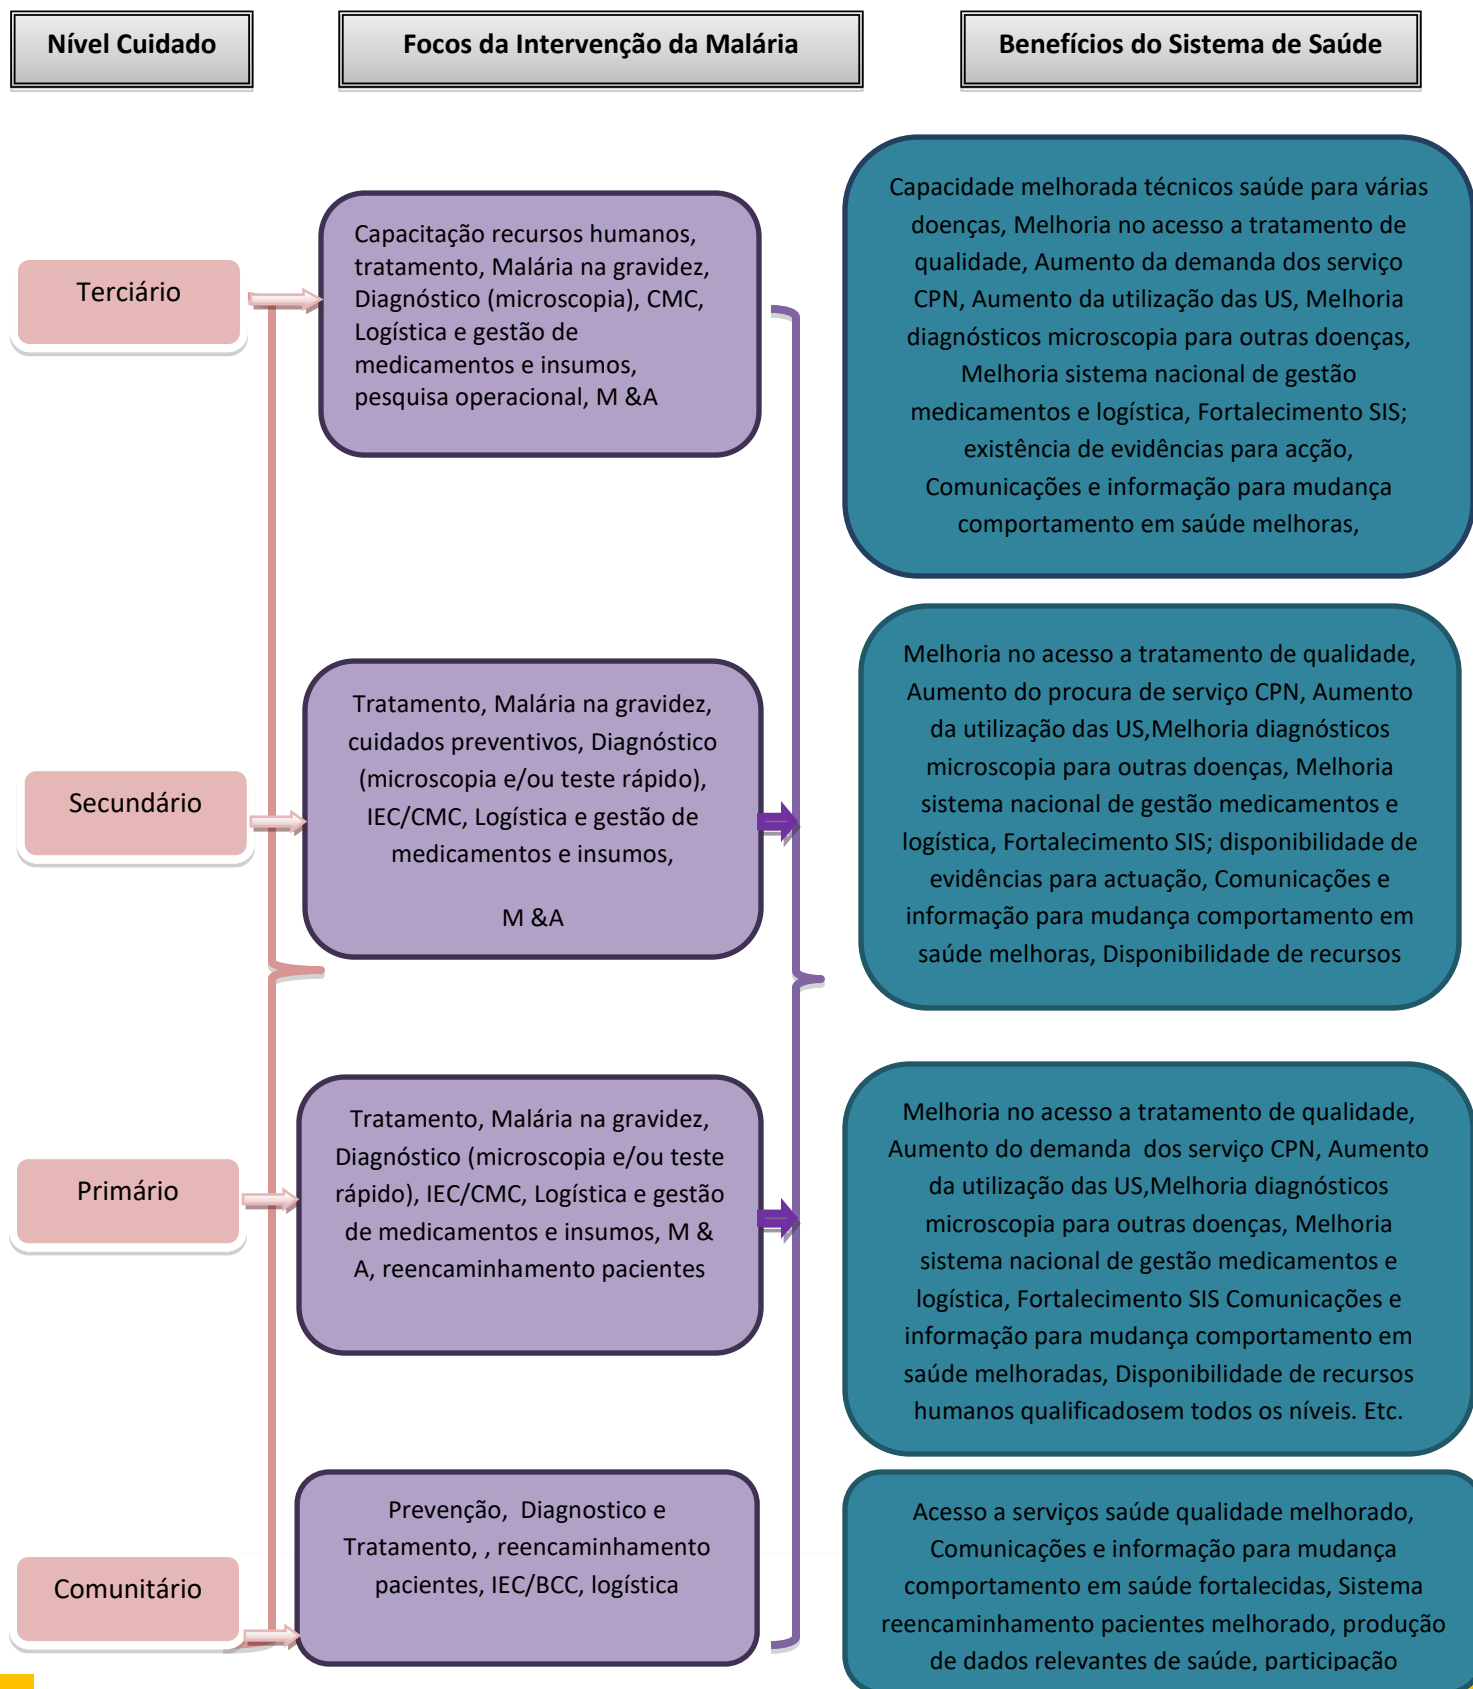 Nível Cuidado
Focos da Intervenção da Malária
Benefícios do Sistema de Saúde
Terciário
Capacitação recursos humanos,
tratamento, Malária na gravidez,
Diagnóstico (microscopia), CMC,
Logística e gestão de
medicamentos e insumos,
pesquisa operacional, M &A
Capacidade melhorada técnicos saúde para várias
doenças, Melhoria no acesso a tratamento de
qualidade, Aumento da demanda dos serviço
CPN, Aumento da utilização das US, Melhoria
diagnósticos microscopia para outras doenças,
Melhoria sistema nacional de gestão
medicamentos e logística, Fortalecimento SIS;
existência de evidências para acção,
Comunicações e informação para mudança
comportamento em saúde melhoras,
Secundário
Tratamento, Malária na gravidez,
cuidados preventivos, Diagnóstico
(microscopia e/ou teste rápido),
IEC/CMC, Logística e gestão de
medicamentos e insumos,
M &A
Melhoria no acesso a tratamento de qualidade,
Aumento do procura de serviço CPN, Aumento
da utilização das US,Melhoria diagnósticos
microscopia para outras doenças, Melhoria
sistema nacional de gestão medicamentos e
logística, Fortalecimento SIS; disponibilidade de
evidências para actuação, Comunicações e
informação para mudança comportamento em
saúde melhoras, Disponibilidade de recursos
Primário
Tratamento, Malária na gravidez,
Diagnóstico (microscopia e/ou teste
rápido), IEC/CMC, Logística e gestão
de medicamentos e insumos, M &
A, reencaminhamento pacientes
Melhoria no acesso a tratamento de qualidade,
Aumento do demanda  dos serviço CPN, Aumento
da utilização das US,Melhoria diagnósticos
microscopia para outras doenças, Melhoria
sistema nacional de gestão medicamentos e
logística, Fortalecimento SIS Comunicações e
informação para mudança comportamento em
saúde melhoradas, Disponibilidade de recursos
humanos qualificadosem todos os níveis. Etc.
Comunitário
Prevenção,  Diagnostico e
Tratamento, , reencaminhamento
pacientes, IEC/BCC, logística
Acesso a serviços saúde qualidade melhorado,
Comunicações e informação para mudança
comportamento em saúde fortalecidas, Sistema
reencaminhamento pacientes melhorado, produção
de dados relevantes de saúde, participação